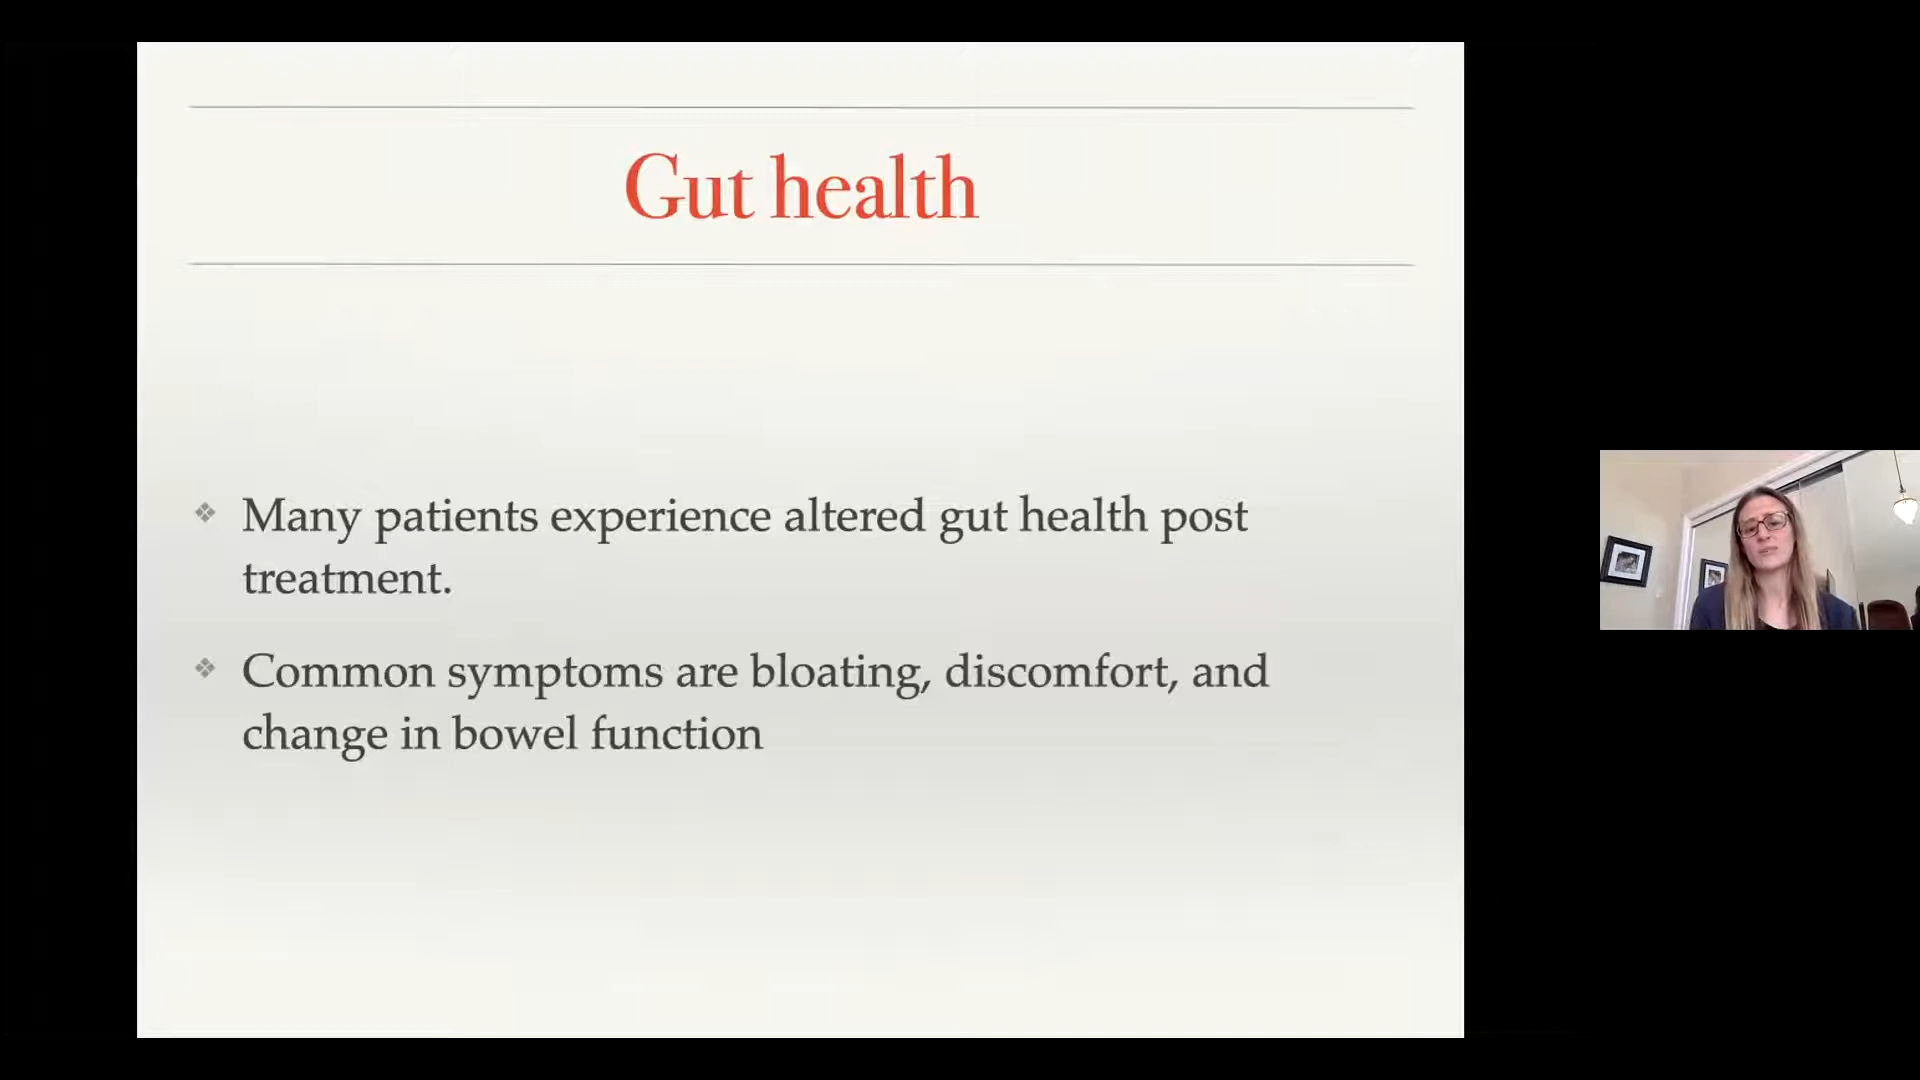 Gut health
Many patients experience altered gut health post
treatment.
Common symptoms are bloating, discomfort, and
change in bowel function